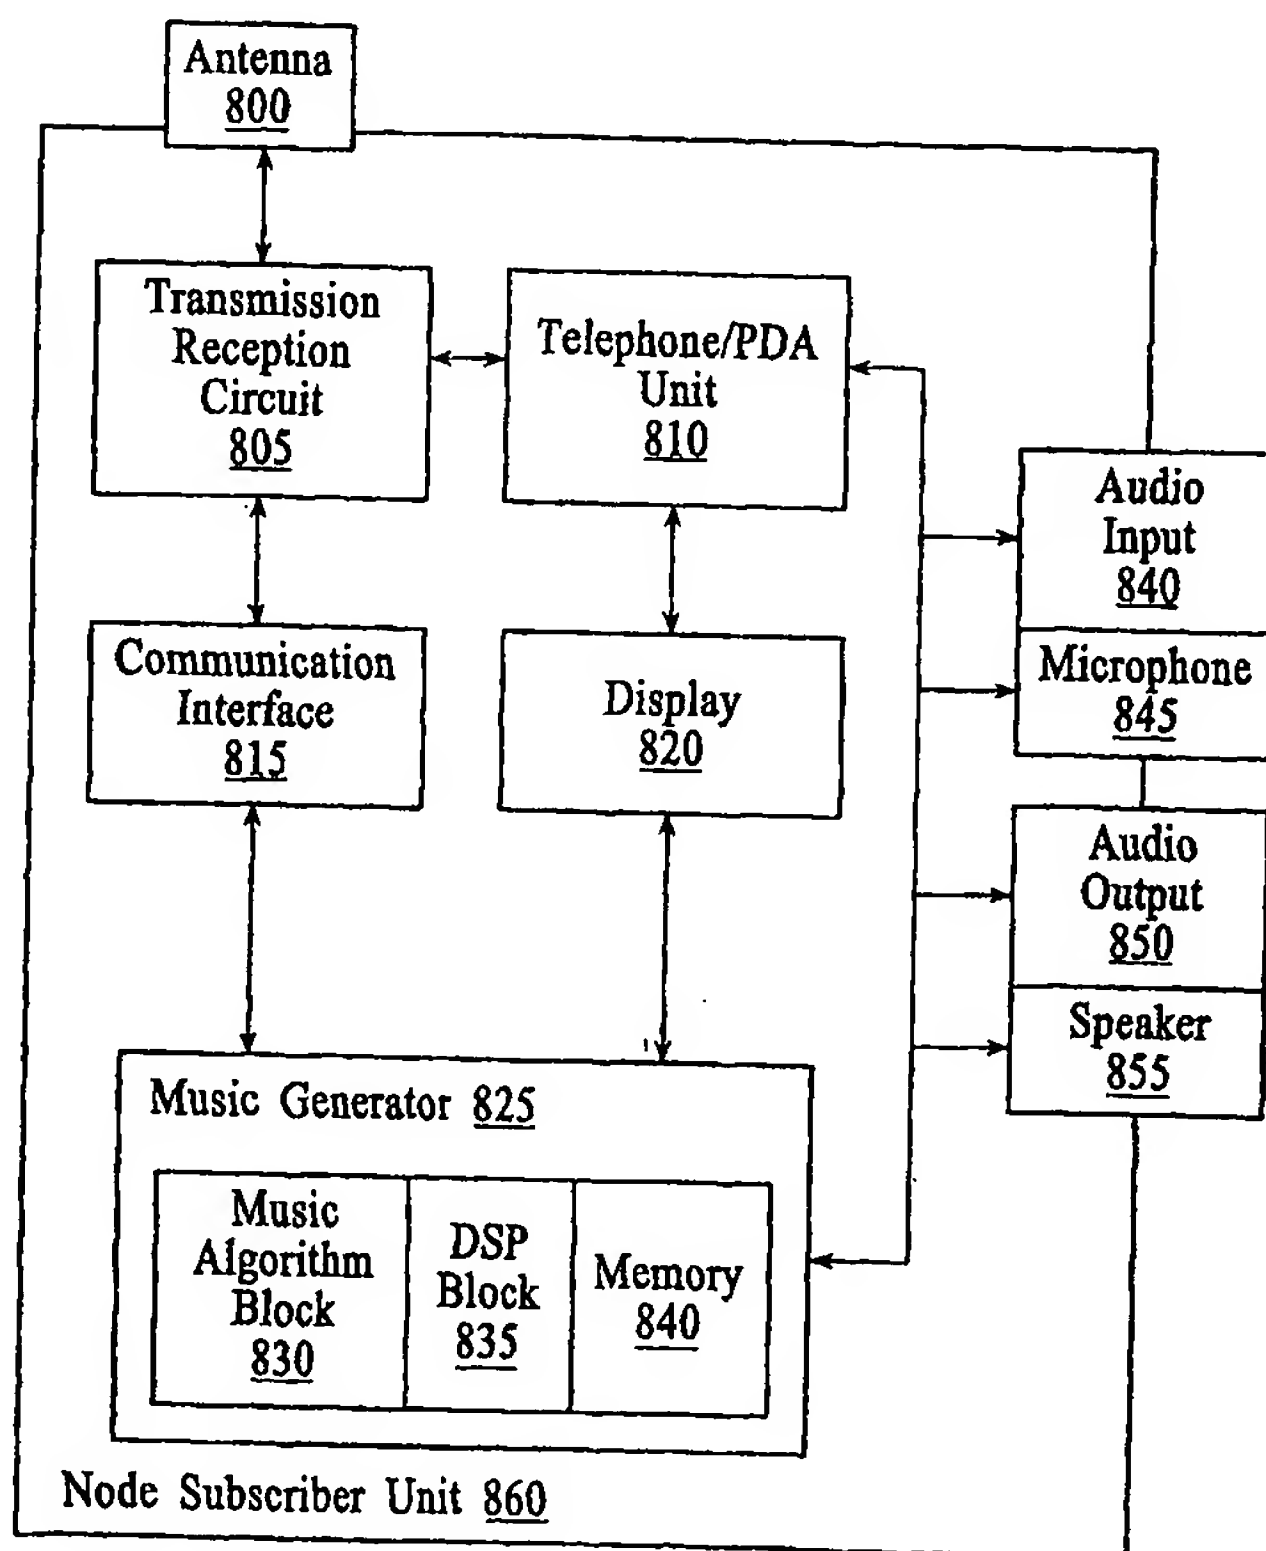 Antenna
800
Transmission
Reception
Circuit
805
Telephone/PDA
Unit
810
Audio
Input
840
Microphone
845
Communication
Interface
815
Display
820
Audio
Output
850
Speaker
855
Music Generator 825
Music
Algorithm
Block
830
DSP
Block
835
Memory
840
Node Subscriber Unit 860